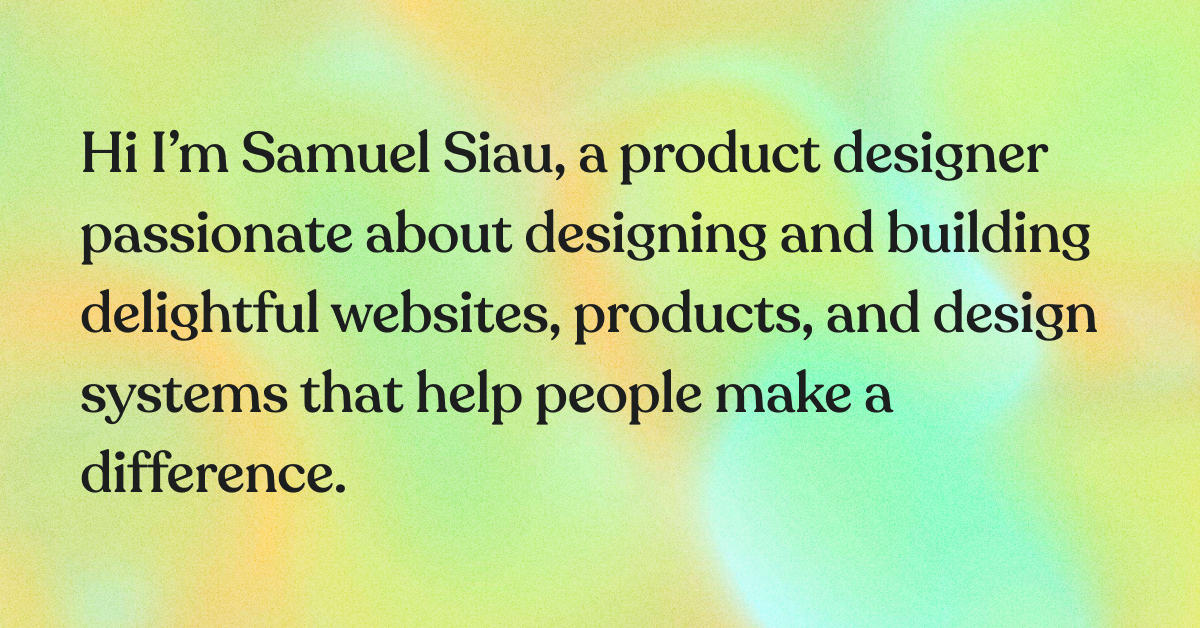 Hi I’m Samuel Siau, a product designer
passionate about designing and building
delightful websites, products, and design
systems that help people make a
difference.